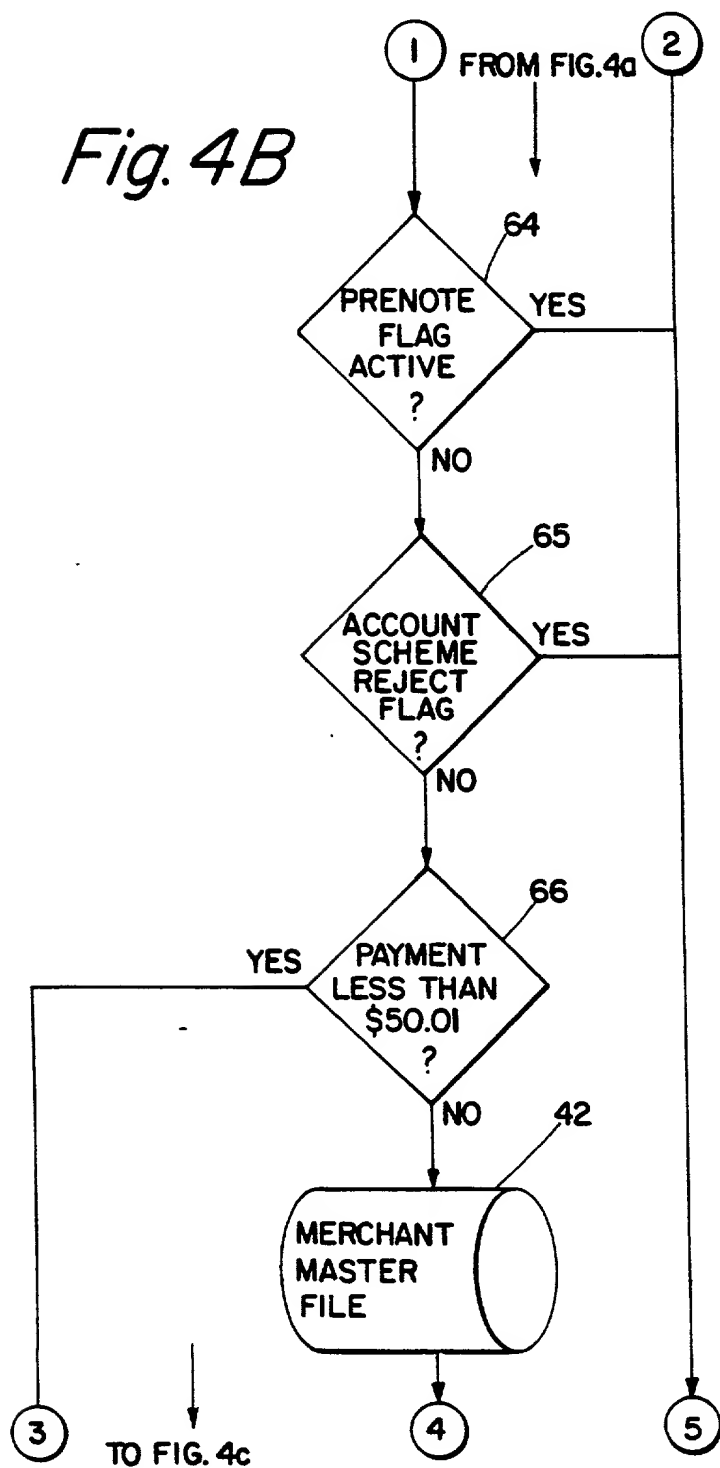 1
FROM FIG.4a
2
Fig. 4B
64
PRENOTE
FLAG
ACTIVE
?
YES
NO
65
ACCOUNT
SCHEME
REJECT
FLAG
?
YES
NO
66
YES
PAYMENT
LESS THAN
$50.01
?
NO
42
MERCHANT
MASTER
FILE
3
TO FIG. 4c
4
5